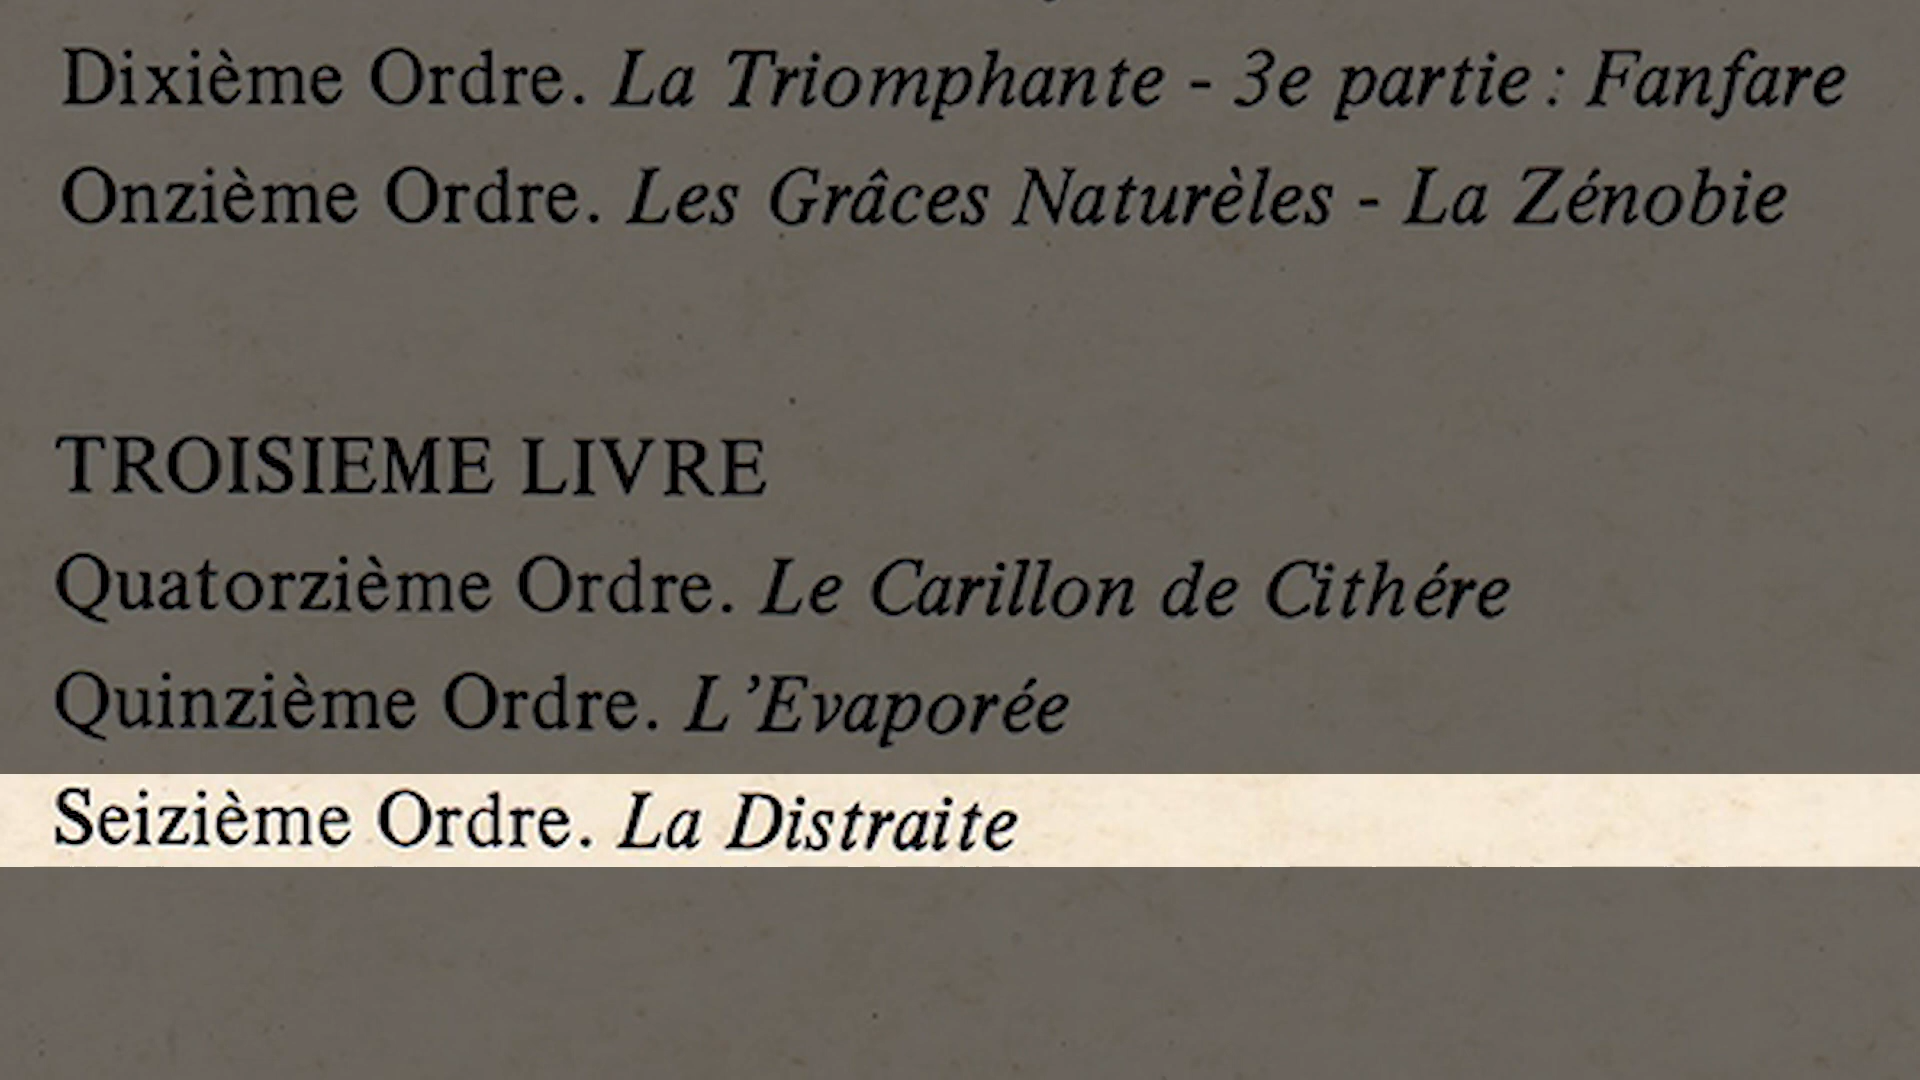 Dixième Ordre. La Triomphante - 3e partie : Fanfare
Onzième Ordre. Les Grâces Naturèles - La Zénobie
TROISIEME LIVRE
Quatorzième Ordre. Le Carillon de Cithére
Quinzième Ordre. L'Evaporée
Seizième Ordre. La Distraite